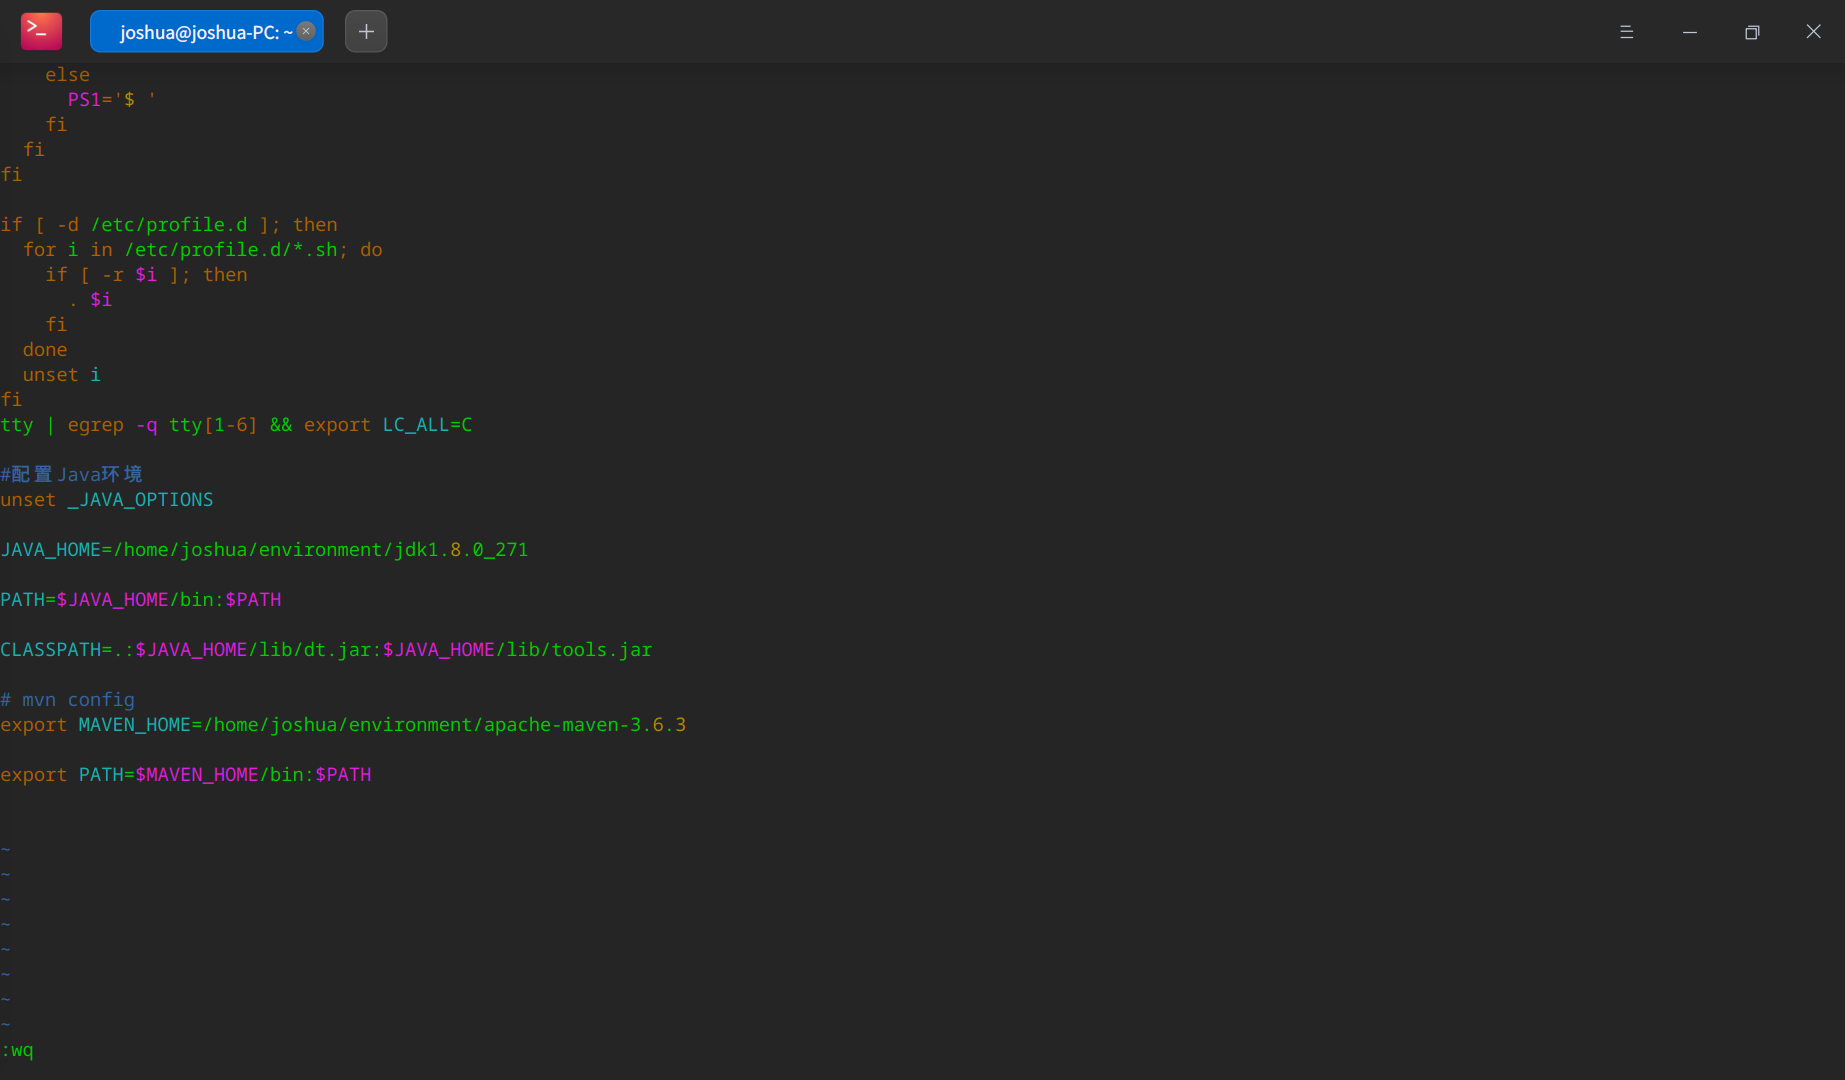 joshua@joshua-PC: ~
else
PS1='$ '
fi
fi
fi
if [ -d /etc/profile.d ]; then
for i in /etc/profile.d/*.sh; do
if [ -r $i ]; then
. $i
fi
done
unset i
fi
tty | egrep -q tty[1-6] && export LC_ALL=C
#配置Java环境
unset _JAVA_OPTIONS
JAVA_HOME=/home/joshua/environment/jdk1.8.0_271
PATH=$JAVA_HOME/bin:$PATH
CLASSPATH=.:$JAVA_HOME/lib/dt.jar:$JAVA_HOME/lib/tools.jar
# mvn config
export MAVEN_HOME=/home/joshua/environment/apache-maven-3.6.3
export PATH=$MAVEN_HOME/bin:$PATH
~
~
~
~
~
~
~
~
:wq